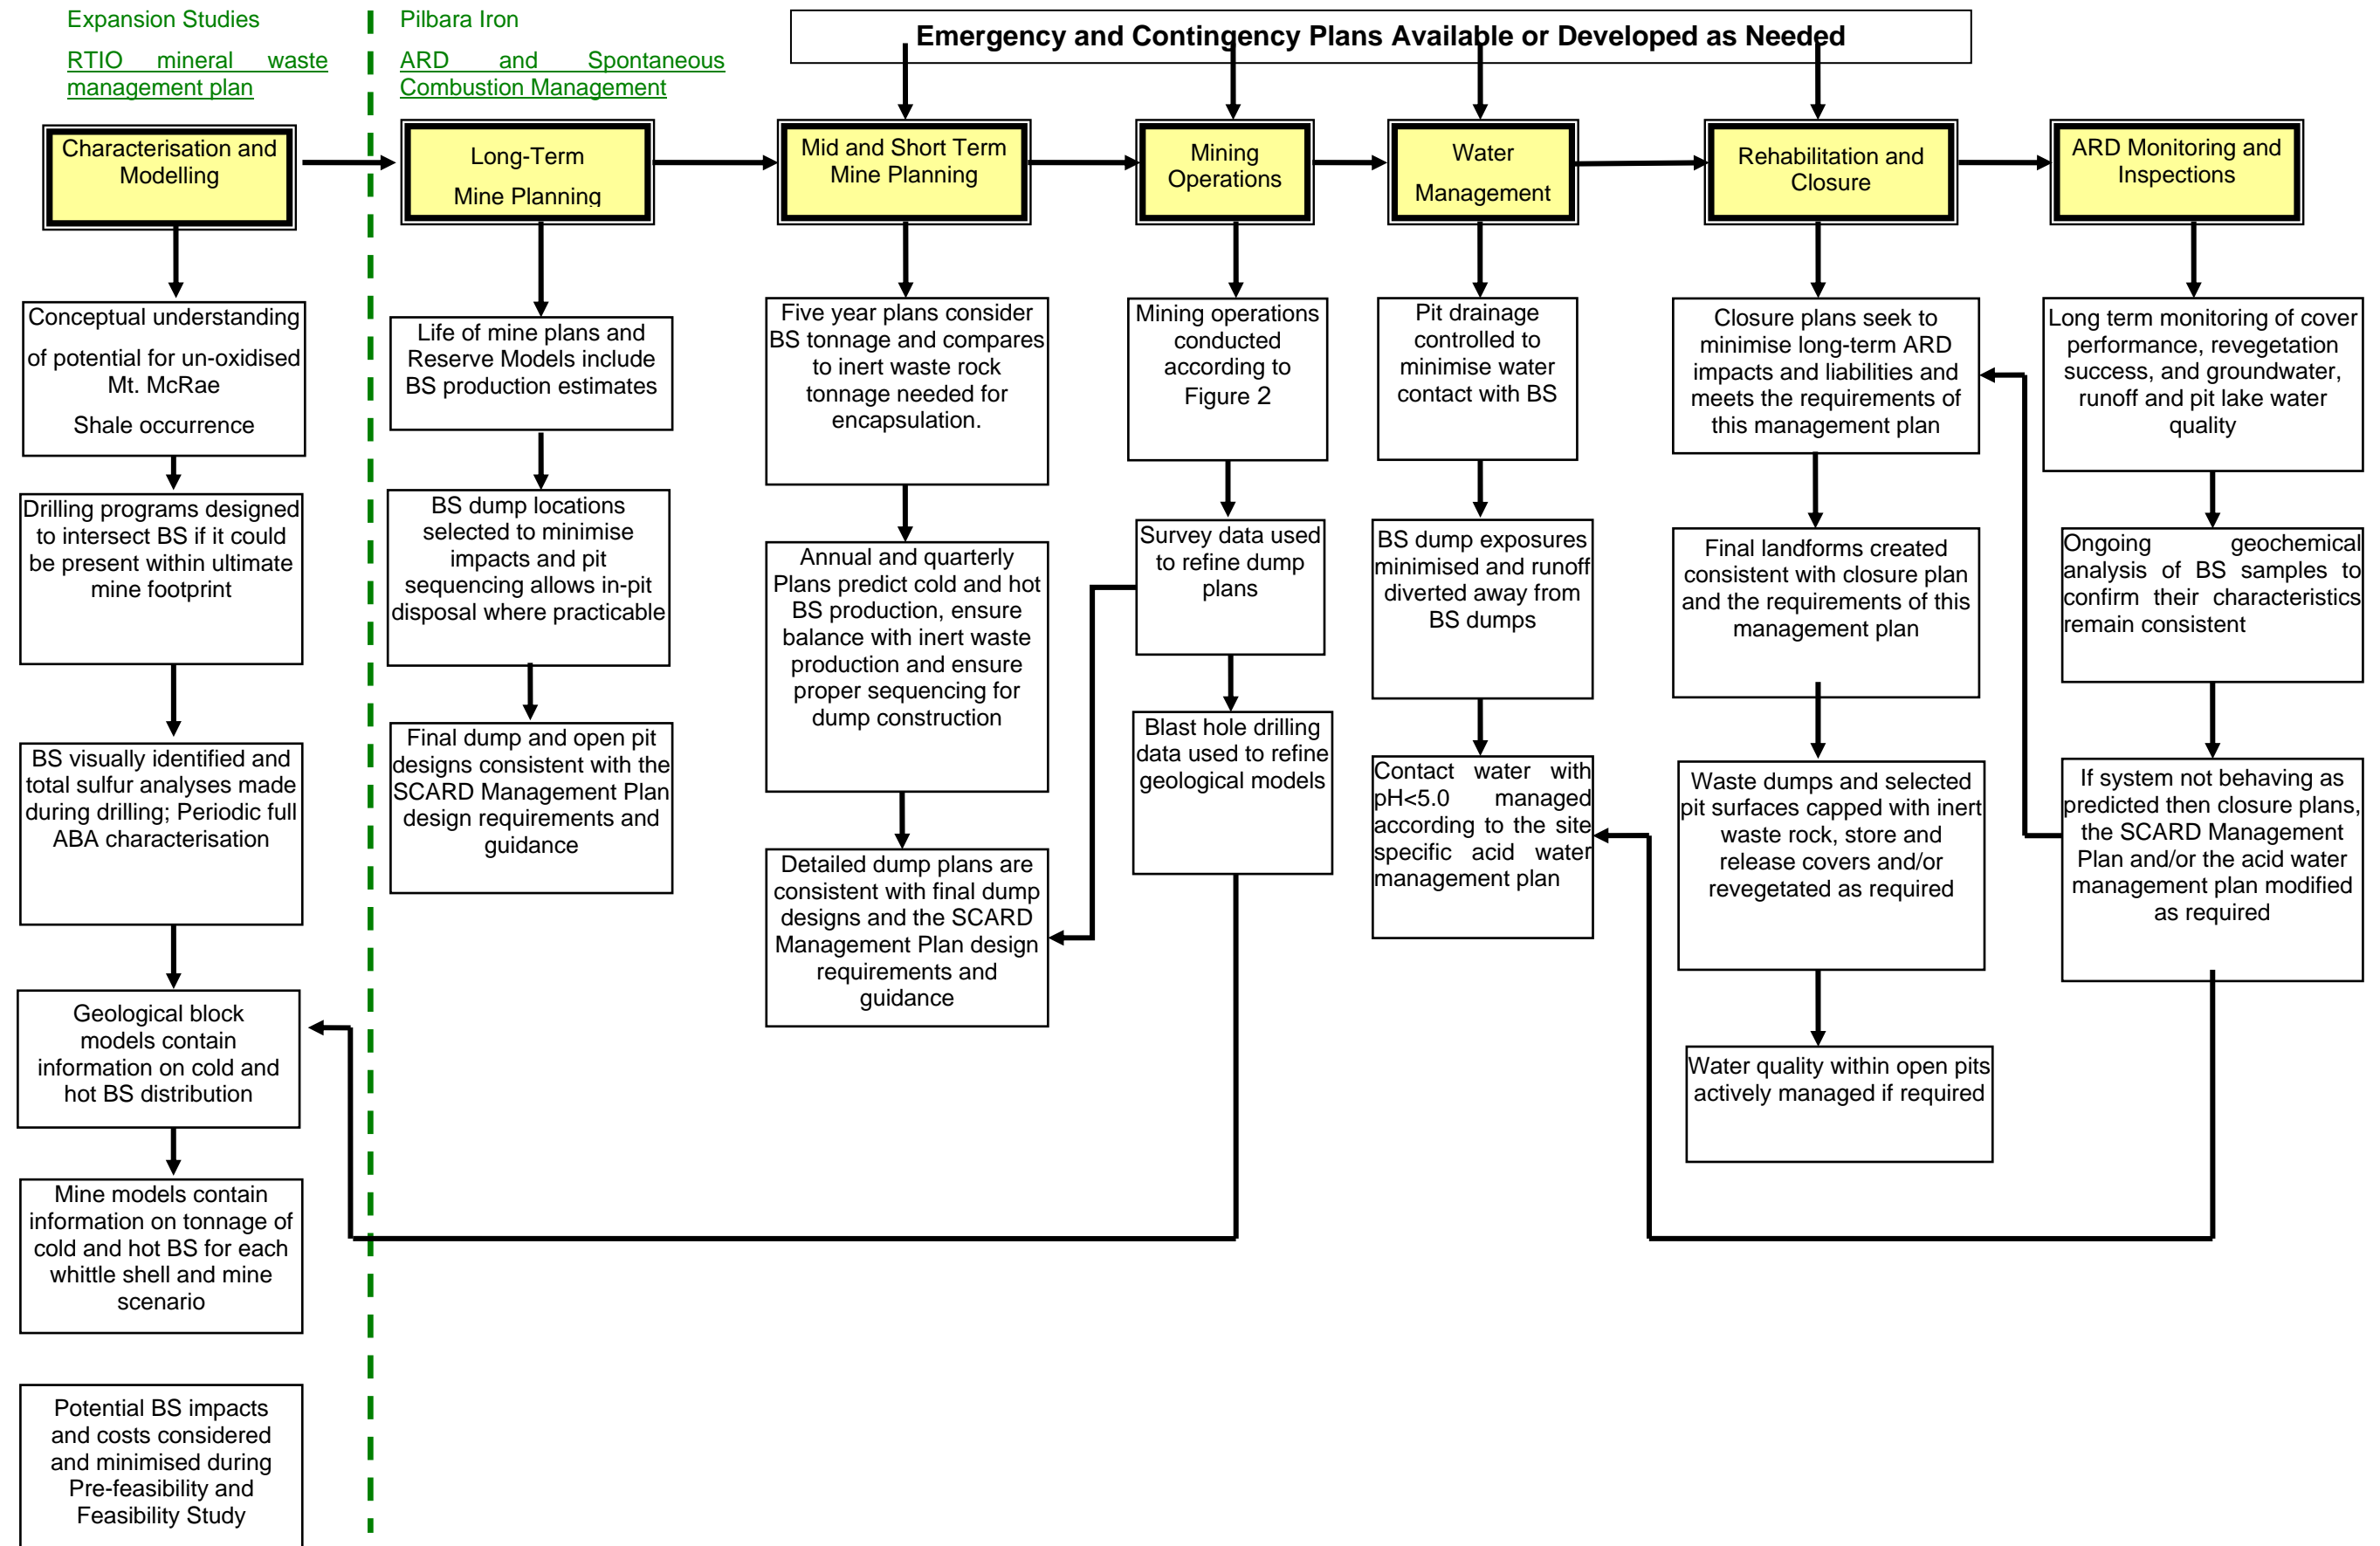 Expansion Studies
RTIO mineral waste
management plan
Pilbara Iron
ARD and Spontaneous
Combustion Management
Emergency and Contingency Plans Available or Developed as Needed
Characterisation and
Modelling
Long-Term
Mine Planning
Mid and Short Term
Mine Planning
Mining
Operations
Water
Management
Rehabilitation and
Closure
ARD Monitoring and
Inspections
Conceptual understanding
of potential for un-oxidised
Mt. McRae
Shale occurrence
Drilling programs designed
to intersect BS if it could
be present within ultimate
mine footprint
BS visually identified and
total sulfur analyses made
during drilling; Periodic full
ABA characterisation
Geological block
models contain
information on cold and
hot BS distribution
Mine models contain
information on tonnage of
cold and hot BS for each
whittle shell and mine
scenario
Potential BS impacts
and costs considered
and minimised during
Pre-feasibility and
Feasibility Study
Life of mine plans and
Reserve Models include
BS production estimates
BS dump locations
selected to minimise
impacts and pit
sequencing allows in-pit
disposal where practicable
Final dump and open pit
designs consistent with the
SCARD Management Plan
design requirements and
guidance
Five year plans consider
BS tonnage and compares
to inert waste rock
tonnage needed for
encapsulation.
Annual and quarterly
Plans predict cold and hot
BS production, ensure
balance with inert waste
production and ensure
proper sequencing for
dump construction
Detailed dump plans are
consistent with final dump
designs and the SCARD
Management Plan design
requirements and
guidance
Mining operations
conducted
according to
Figure 2
Survey data used
to refine dump
plans
Blast hole drilling
data used to refine
geological models
Pit drainage
controlled to
minimise water
contact with BS
BS dump exposures
minimised and runoff
diverted away from
BS dumps
Contact water with
pH<5.0 managed
according to the site
specific acid water
management plan
Closure plans seek to
minimise long-term ARD
impacts and liabilities and
meets the requirements of
this management plan
Final landforms created
consistent with closure plan
and the requirements of this
management plan
Waste dumps and selected
pit surfaces capped with inert
waste rock, store and
release covers and/or
revegetated as required
Water quality within open pits
actively managed if required
Long term monitoring of cover
performance, revegetation
success, and groundwater,
runoff and pit lake water
quality
Ongoing geochemical
analysis of BS samples to
confirm their characteristics
remain consistent
If system not behaving as
predicted then closure plans,
the SCARD Management
Plan and/or the acid water
management plan modified
as required